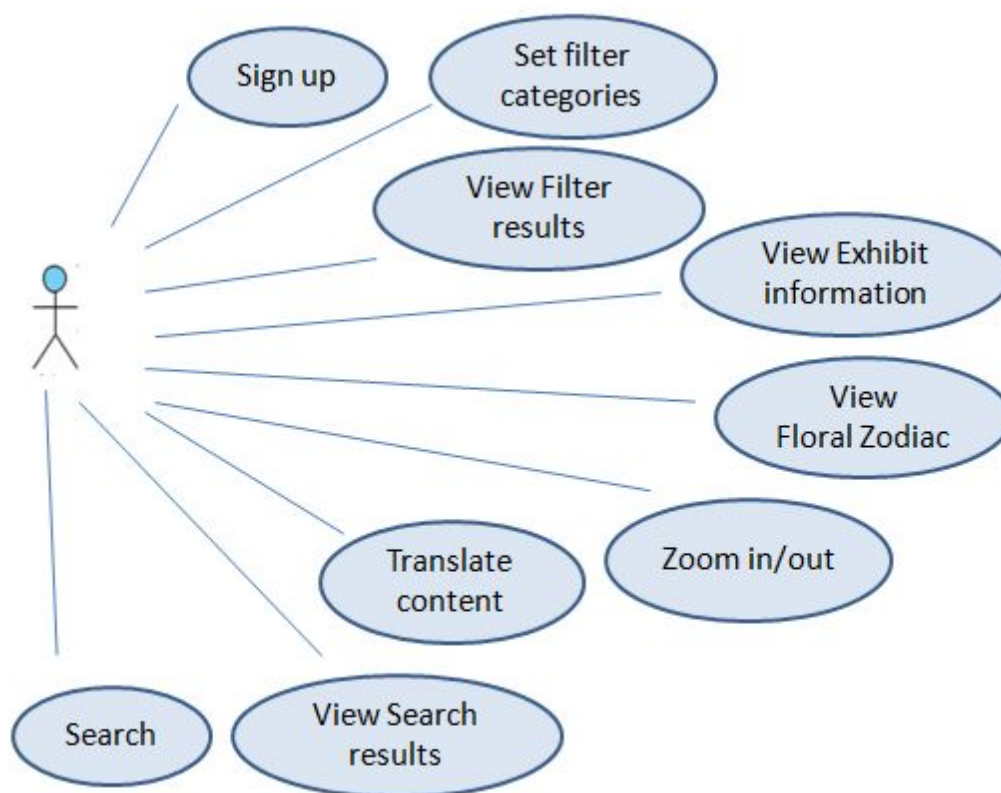 Sign up
Set filter
categories
View Filter
results
View Exhibit
information
View
Floral Zodiac
Zoom in/out
Translate
content
Search
View Search
results